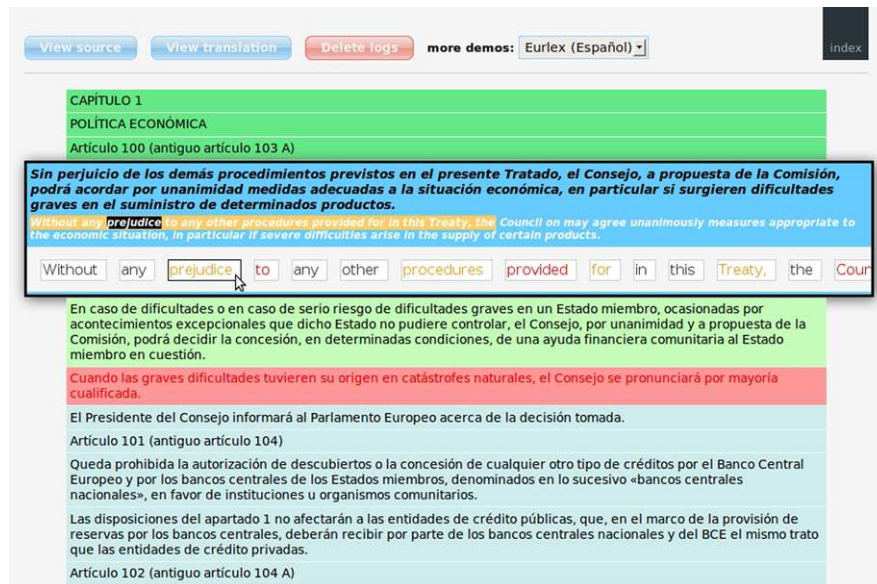 View source View translation Delete logs more demos: Eurlex (Español) index
CAPÍTULO 1
POLÍTICA ECONÓMICA
Artículo 100 (antiguo artículo 103 A)
Sin perjuicio de los demás procedimientos previstos en el presente Tratado, el Consejo, a propuesta de la Comisión,
podrá acordar por unanimidad medidas adecuadas a la situación económica, en particular si surgieren dificultades
graves en el suministro de determinados productos.
Without any prejudice to any other procedures provided for in this Treaty, the Council on may agree unanimously measures appropriate to
the economic situation, in particular if severe difficulties arise in the supply of certain products.
Without any prejudice to any other procedures provided for in this Treaty, the Coun
En caso de dificultades o en caso de serio riesgo de dificultades graves en un Estado miembro, ocasionadas por
acontecimientos excepcionales que dicho Estado no pudiere controlar, el Consejo, por unanimidad y a propuesta de la
Comisión, podrá decidir la concesión, en determinadas condiciones, de una ayuda financiera comunitaria al Estado
miembro en cuestión.
Cuando las graves dificultades tuvieren su origen en catástrofes naturales, el Consejo se pronunciará por mayoría
cualificada.
El Presidente del Consejo informará al Parlamento Europeo acerca de la decisión tomada.
Artículo 101 (antiguo artículo 104)
Queda prohibida la autorización de descubiertos o la concesión de cualquier otro tipo de créditos por el Banco Central
Europeo y por los bancos centrales de los Estados miembros, denominados en lo sucesivo «bancos centrales
nacionales», en favor de instituciones u organismos comunitarios.
Las disposiciones del apartado 1 no afectarán a las entidades de crédito públicas, que, en el marco de la provisión de
reservas por los bancos centrales, deberán recibir por parte de los bancos centrales nacionales y del BCE el mismo trato
que las entidades de crédito privadas.
Artículo 102 (antiguo artículo 104 A)